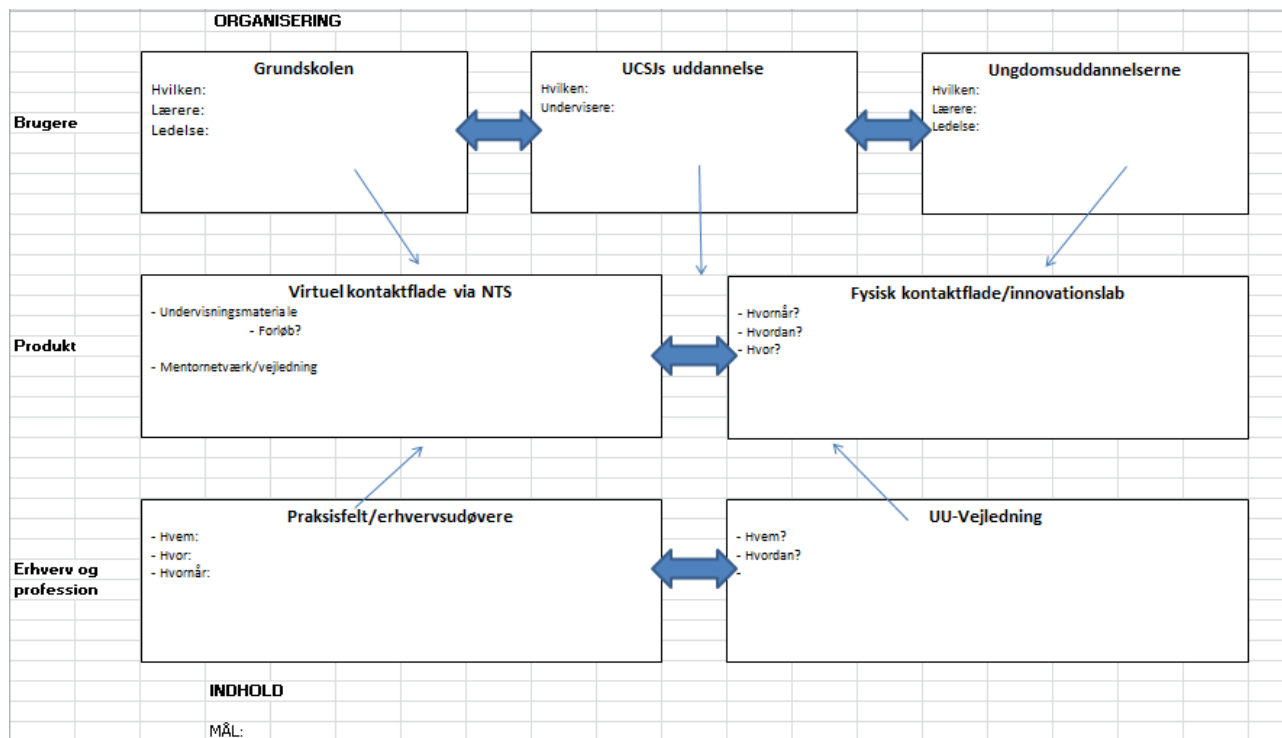 ORGANISERING
Grundskolen
Hvilken:
Lærere:
Ledelse:
UCSJs uddannelse
Hvilken:
Undervisere:
Ungdomsuddannelserne
Hvilken:
Lærere:
Ledelse:
Brugere
Virtuel kontaktflade via NTS
- Undervisningsmateriale
- Forløb?
- Mentornetværk/vejledning
Fysisk kontaktflade/innovationslab
- Hvornår?
- Hvordan?
- Hvor?
Produkt
Praksisfelt/erhvervsudøvere
- Hvem:
- Hvor:
- Hvornår:
UU-Vejledning
- Hvem?
- Hvordan?
-
Erhverv og
profession
INDHOLD
MÅL: